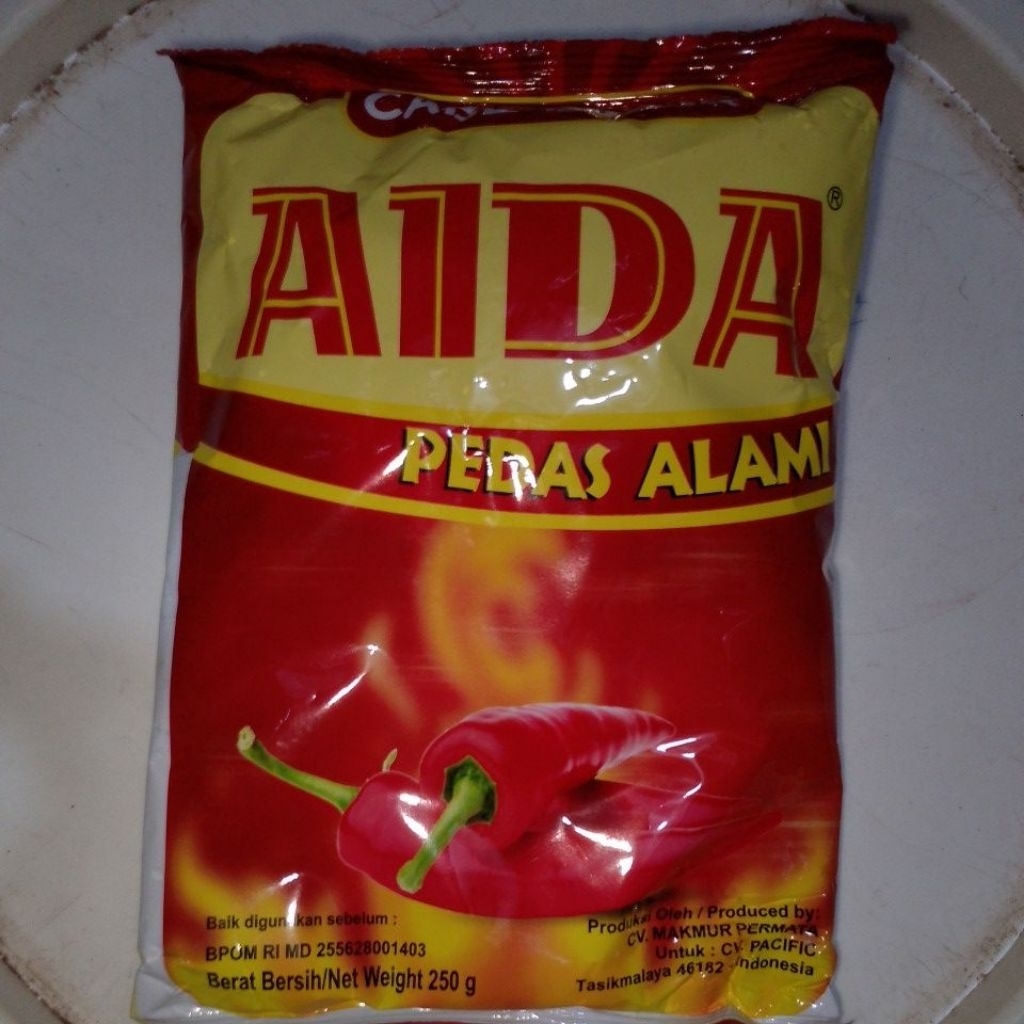 AIDA®
PEDAS ALAMI
Baik digunakan sebelum :
BPOM RI MD 255628001403
Berat Bersih/Net Weight 250 g
Produksi Oleh / Produced by:
CV. MAKMUR PERMATA
Untuk : CV. PACIFIC
Tasikmalaya 46182 - Indonesia